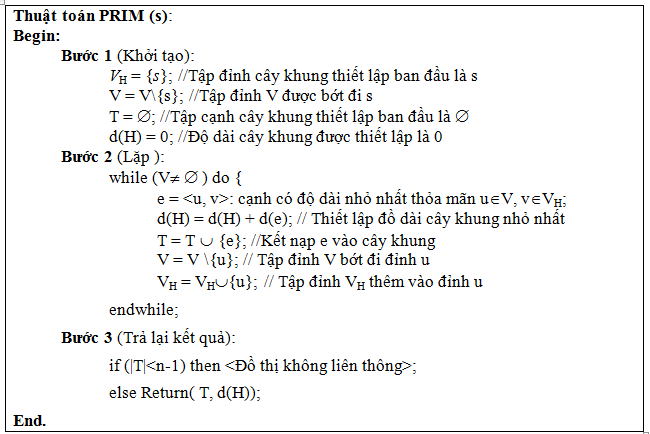 Thuật toán PRIM (s):
Begin:
Bước 1 (Khởi tạo):
VH = {s}; //Tập đỉnh cây khung thiết lập ban đầu là s
V = V\{s}; //Tập đỉnh V được bớt đi s
T = ∅; //Tập cạnh cây khung thiết lập ban đầu là ∅
d(H) = 0; //Độ dài cây khung được thiết lập là 0
Bước 2 (Lặp ):
while (V≠ ∅ ) do {
e = <u, v>: cạnh có độ dài nhỏ nhất thỏa mãn u∈V, v∈VH;
d(H) = d(H) + d(e); // Thiết lập đồ dài cây khung nhỏ nhất
T = T ∪ {e}; //Kết nạp e vào cây khung
V = V \{u}; // Tập đỉnh V bớt đi đỉnh u
VH = VH∪{u}; // Tập đỉnh VH thêm vào đỉnh u
endwhile;
Bước 3 (Trả lại kết quả):
if (|T|<n-1) then <Đồ thị không liên thông>;
else Return( T, d(H));
End.